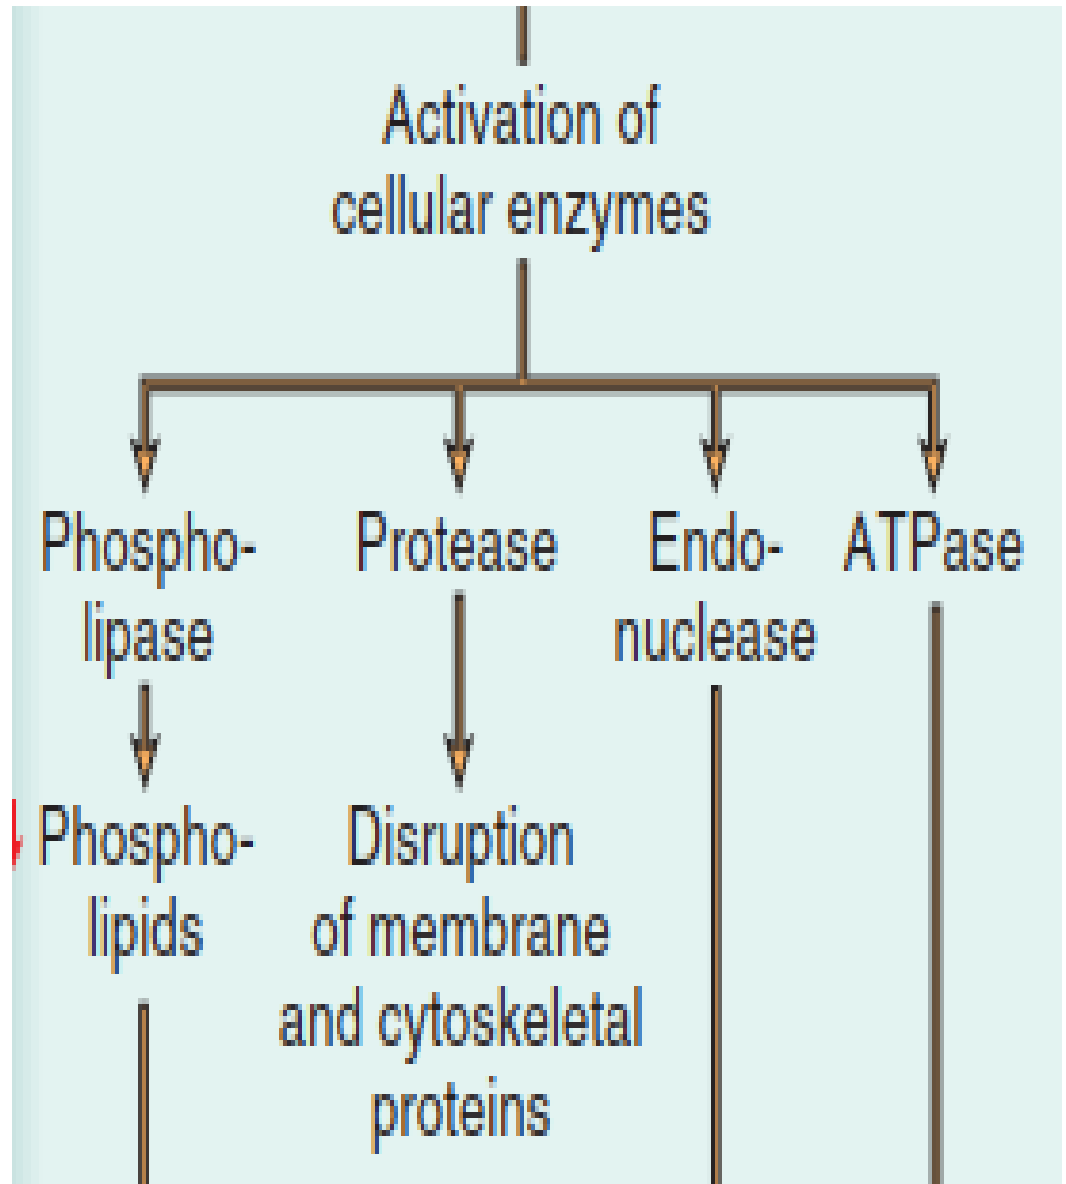 Activation of
cellular enzymes
Phospho-
lipase
Protease
Endo-
nuclease
ATPase
Phospho-
lipids
Disruption
of membrane
and cytoskeletal
proteins